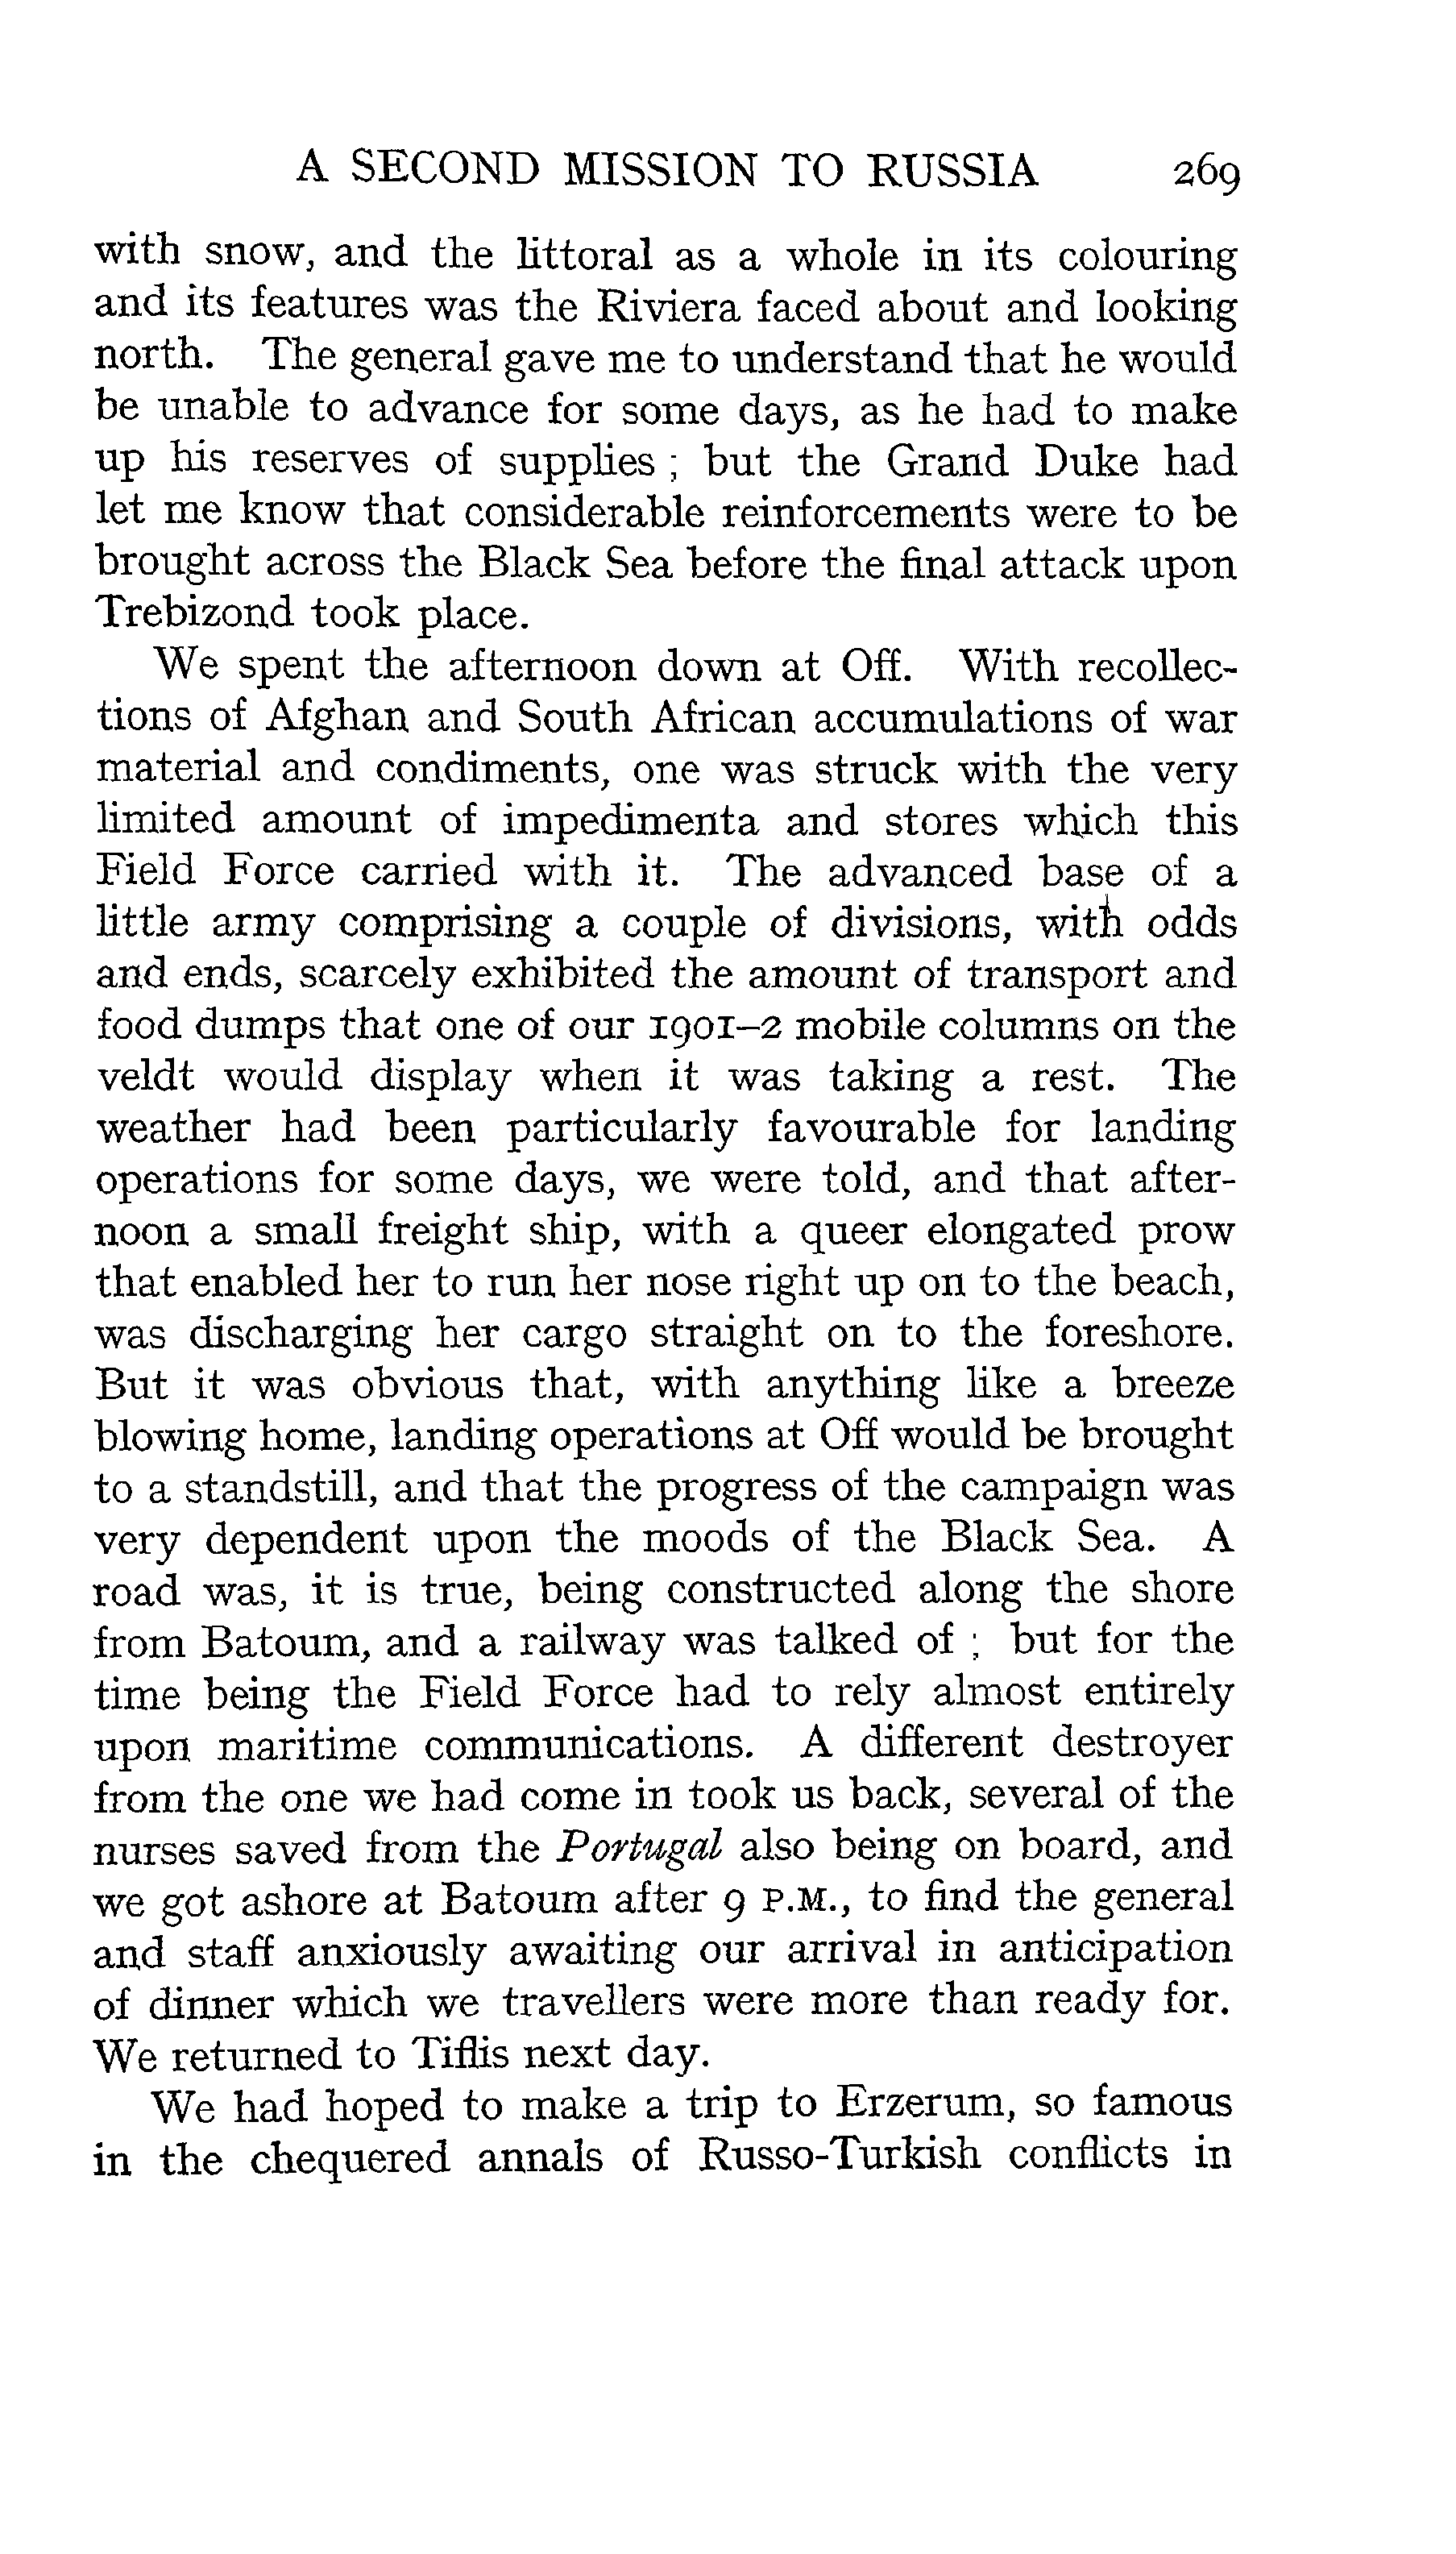 A SECOND MISSION TO RUSSIA 269
with snow, and the littoral as a whole in its colouring
and its features was the Riviera faced about and looking
north. The general gave me to understand that he would
be unable to advance for some days, as he had to make
up his reserves of supplies ; but the Grand Duke had
let me know that considerable reinforcements were to be
brought across the Black Sea before the final attack upon
Trebizond took place.
We spent the afternoon down at Off. With recollec-
tions of Afghan and South African accumulations of war
material and condiments, one was struck with the very
limited amount of impedimenta and stores which this
Field Force carried with it. The advanced base of a
little army comprising a couple of divisions, with odds
and ends, scarcely exhibited the amount of transport and
food dumps that one of our 1901–2 mobile columns on the
veldt would display when it was taking a rest. The
weather had been particularly favourable for landing
operations for some days, we were told, and that after-
noon a small freight ship, with a queer elongated prow
that enabled her to run her nose right up on to the beach,
was discharging her cargo straight on to the foreshore.
But it was obvious that, with anything like a breeze
blowing home, landing operations at Off would be brought
to a standstill, and that the progress of the campaign was
very dependent upon the moods of the Black Sea. A
road was, it is true, being constructed along the shore
from Batoum, and a railway was talked of ; but for the
time being the Field Force had to rely almost entirely
upon maritime communications. A different destroyer
from the one we had come in took us back, several of the
nurses saved from the Portugal also being on board, and
we got ashore at Batoum after 9 P.M., to find the general
and staff anxiously awaiting our arrival in anticipation
of dinner which we travellers were more than ready for.
We returned to Tiflis next day.
We had hoped to make a trip to Erzerum, so famous
in the chequered annals of Russo-Turkish conflicts in